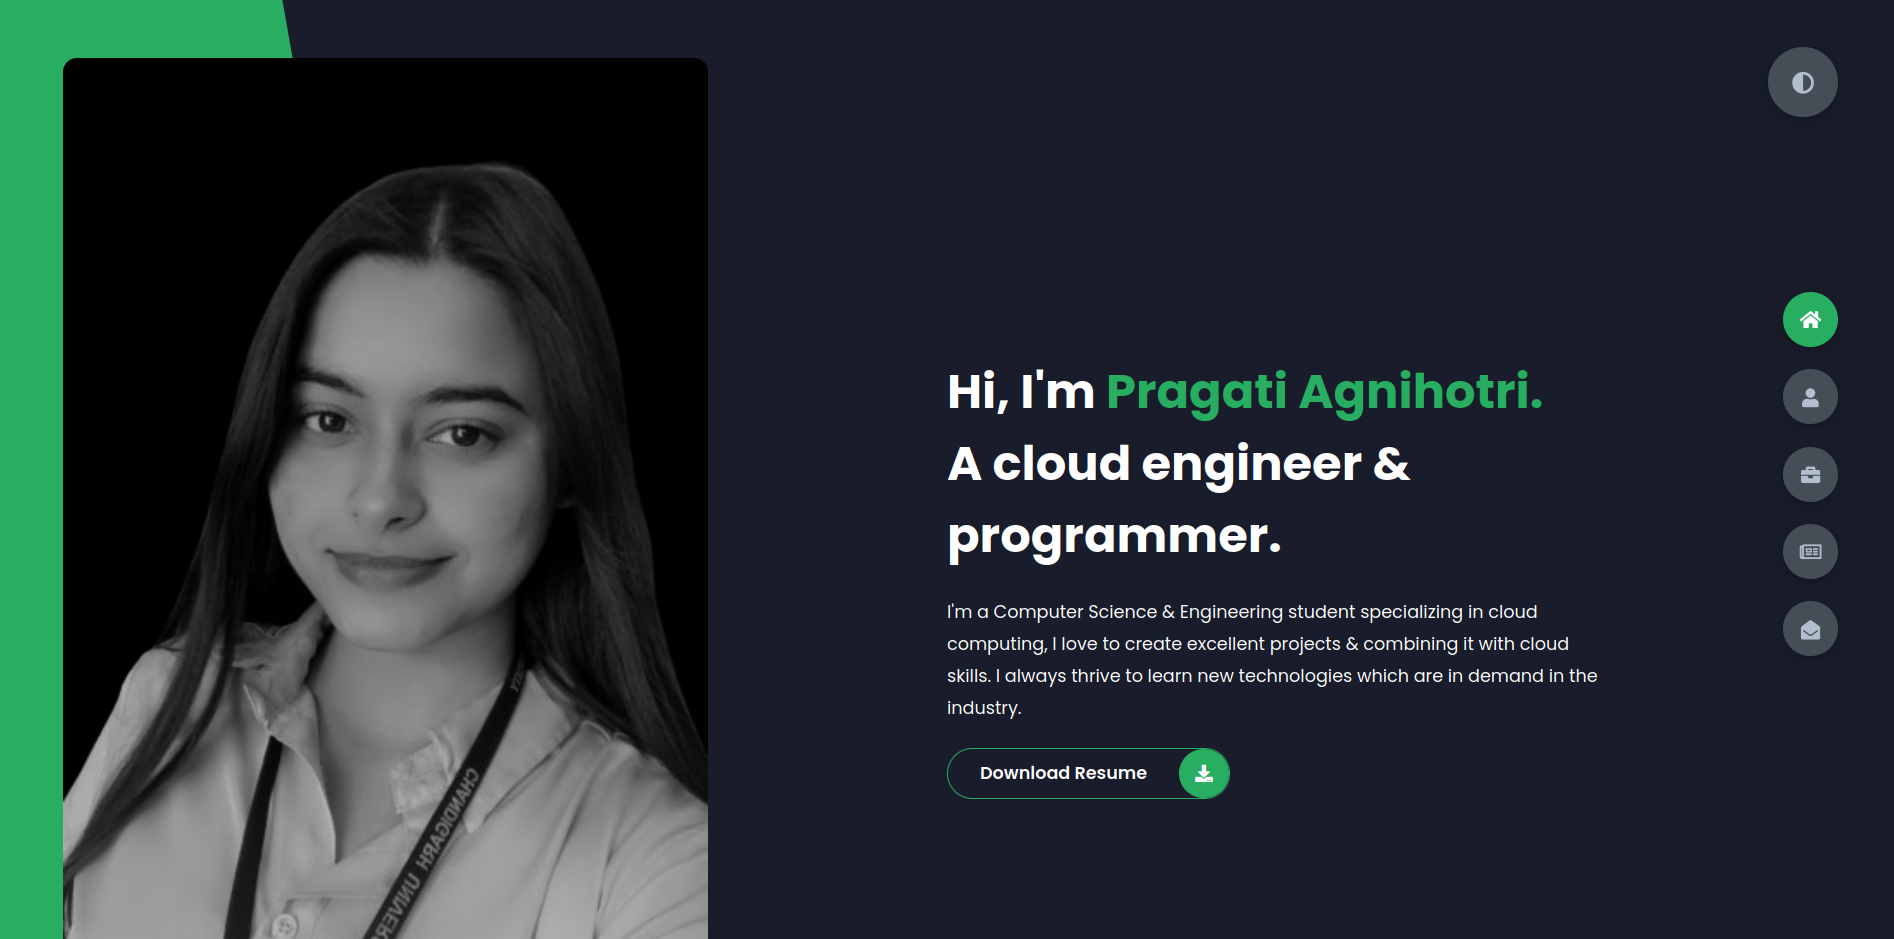 Hi, I'm Pragati Agnihotri.
A cloud engineer &
programmer.
I'm a Computer Science & Engineering student specializing in cloud
computing, I love to create excellent projects & combining it with cloud
skills. I always thrive to learn new technologies which are in demand in the
industry.
Download Resume
CHANDIGARH UNIVERS